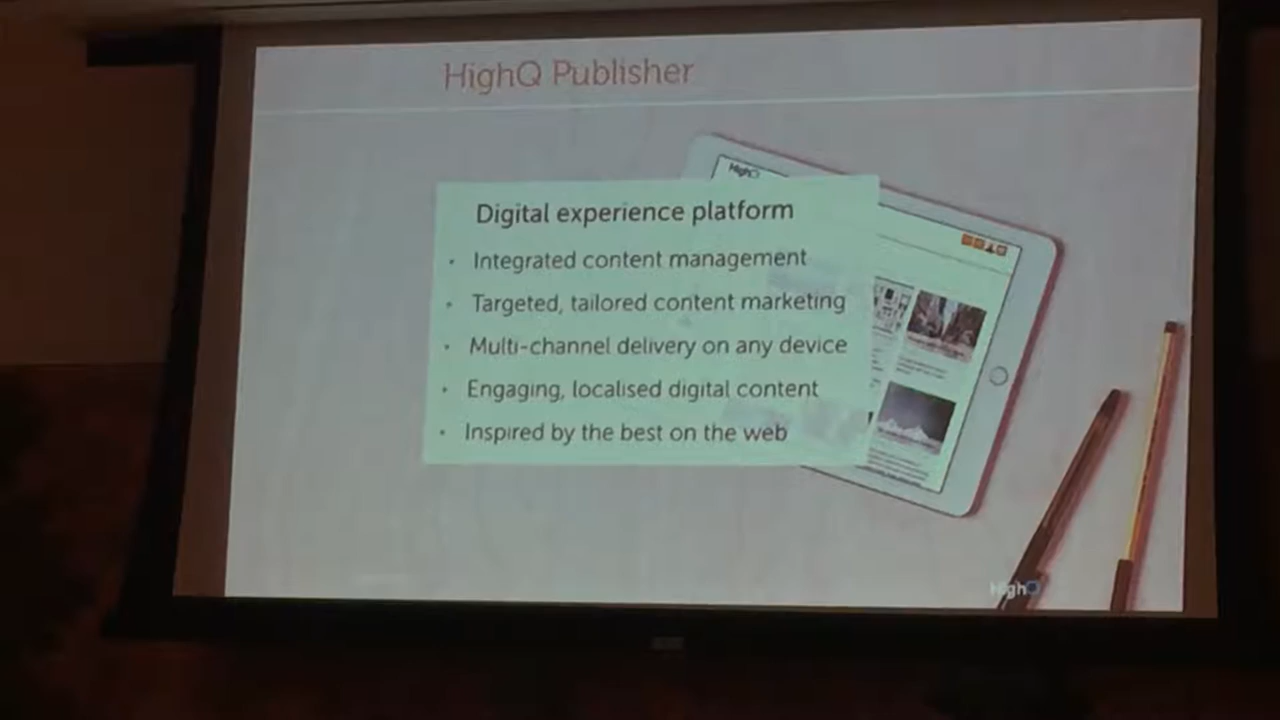 HighQ Publisher
HighQ
Digital experience platform
• Integrated content management
• Targeted, tailored content marketing
• Multi-channel delivery on any device
• Engaging, localised digital content
• Inspired by the best on the web
HighQ